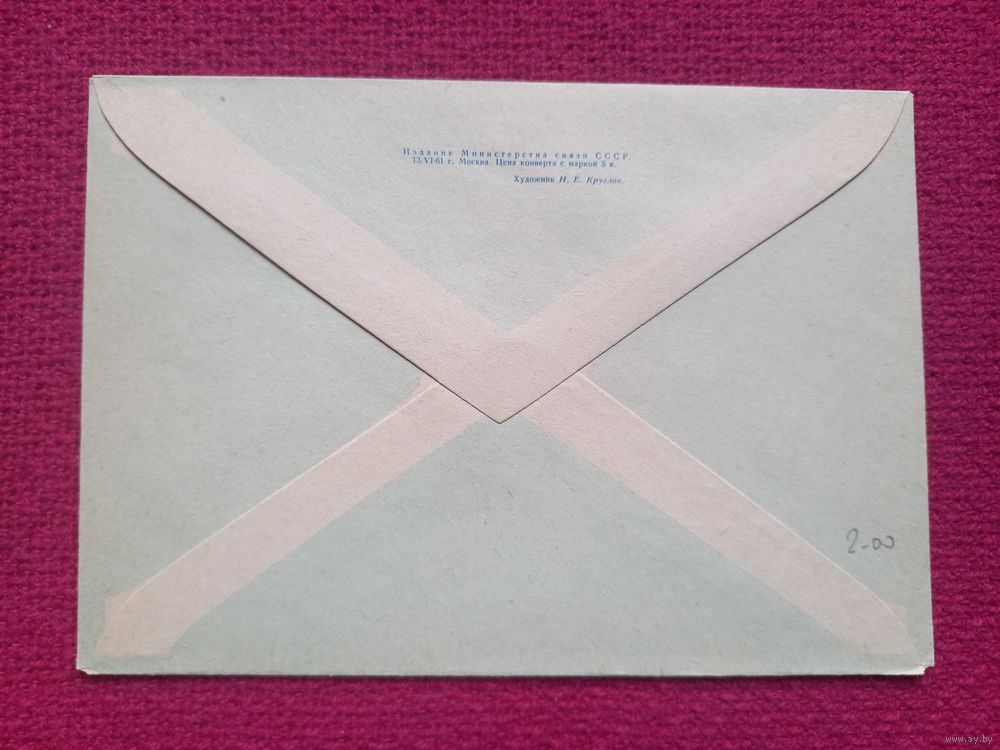 Издание Министерства связи СССР.
13.VI-61 г. Москва. Цена конверта с маркой 5 к.
Художник Н. Е. Круглов.
2-00
www.ay.by